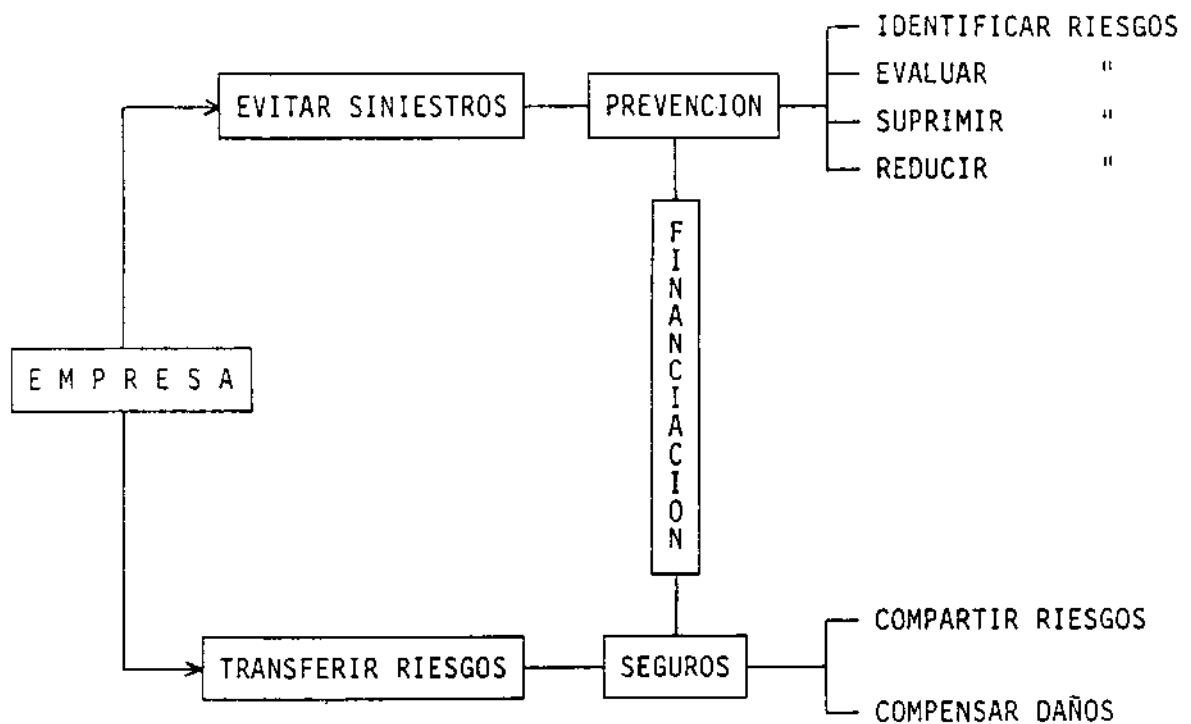 IDENTIFICAR RIESGOS
EVALUAR "
SUPRIMIR "
REDUCIR "
EVITAR SINIESTROS
PREVENCION
FINANCIACION
E M P R E S A
TRANSFERIR RIESGOS
SEGUROS
COMPARTIR RIESGOS
COMPENSAR DAÑOS